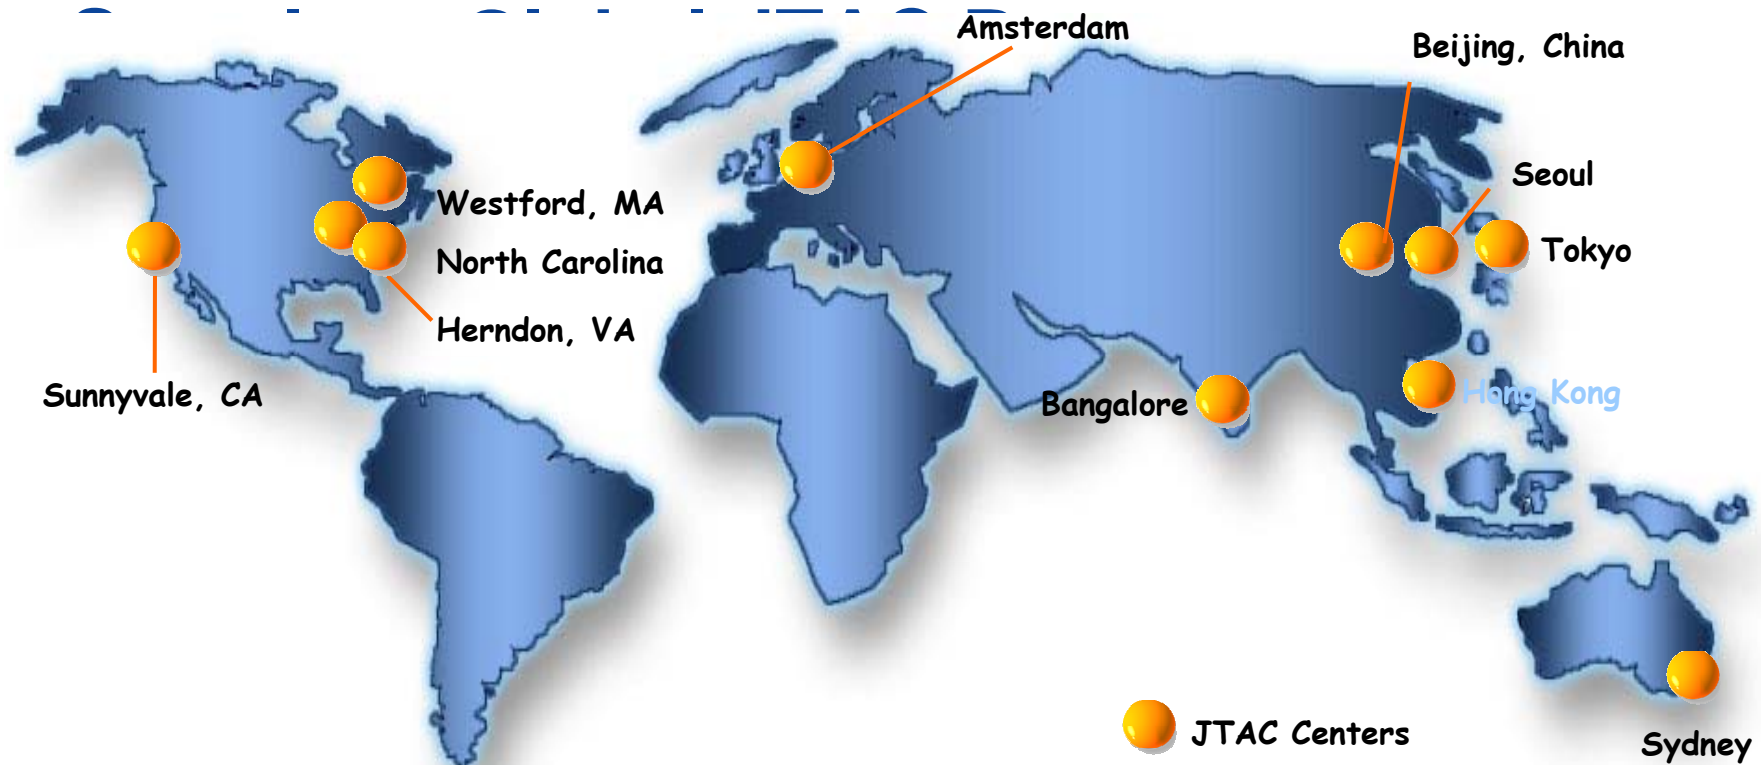 Amsterdam
Beijing, China
Seoul
Westford, MA
Tokyo
North Carolina
Herndon, VA
Sunnyvale, CA
Bangalore
Hong Kong
JTAC Centers
Sydney